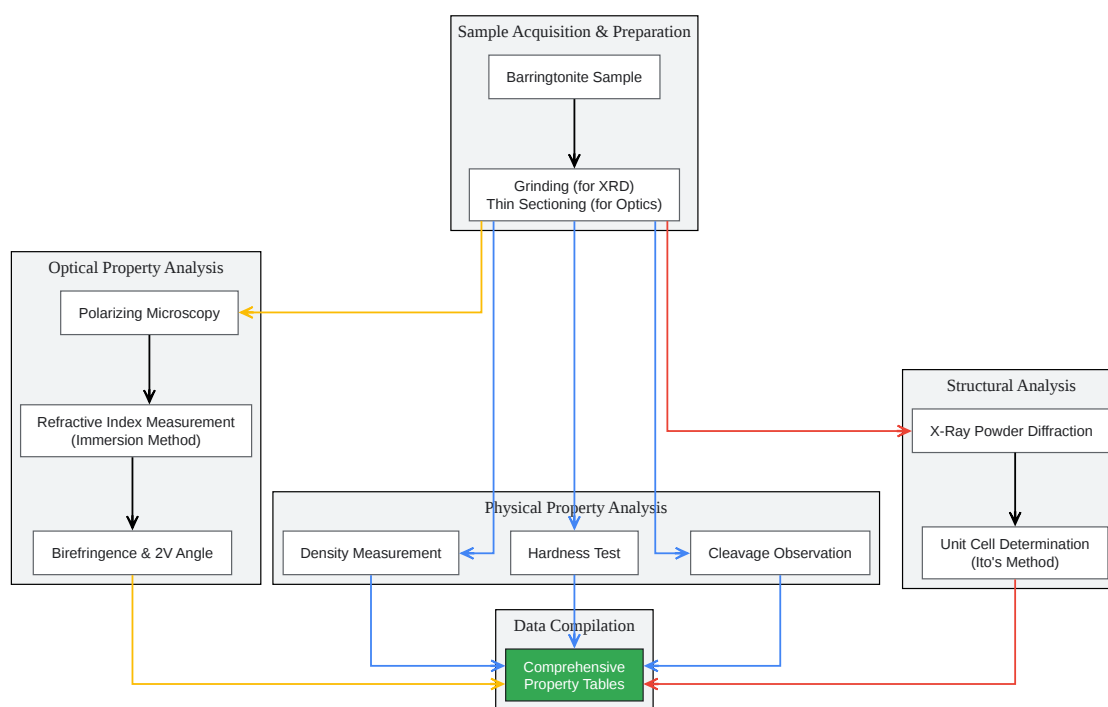 Sample Acquisition & Preparation
Barringtonite Sample
Grinding (for XRD)
Thin Sectioning (for Optics)
Optical Property Analysis
Polarizing Microscopy
Refractive Index Measurement
(Immersion Method)
Birefringence & 2V Angle
Physical Property Analysis
Density Measurement
Hardness Test
Cleavage Observation
Structural Analysis
X-Ray Powder Diffraction
Unit Cell Determination
(Ito's Method)
Data Compilation
Comprehensive
Property Tables